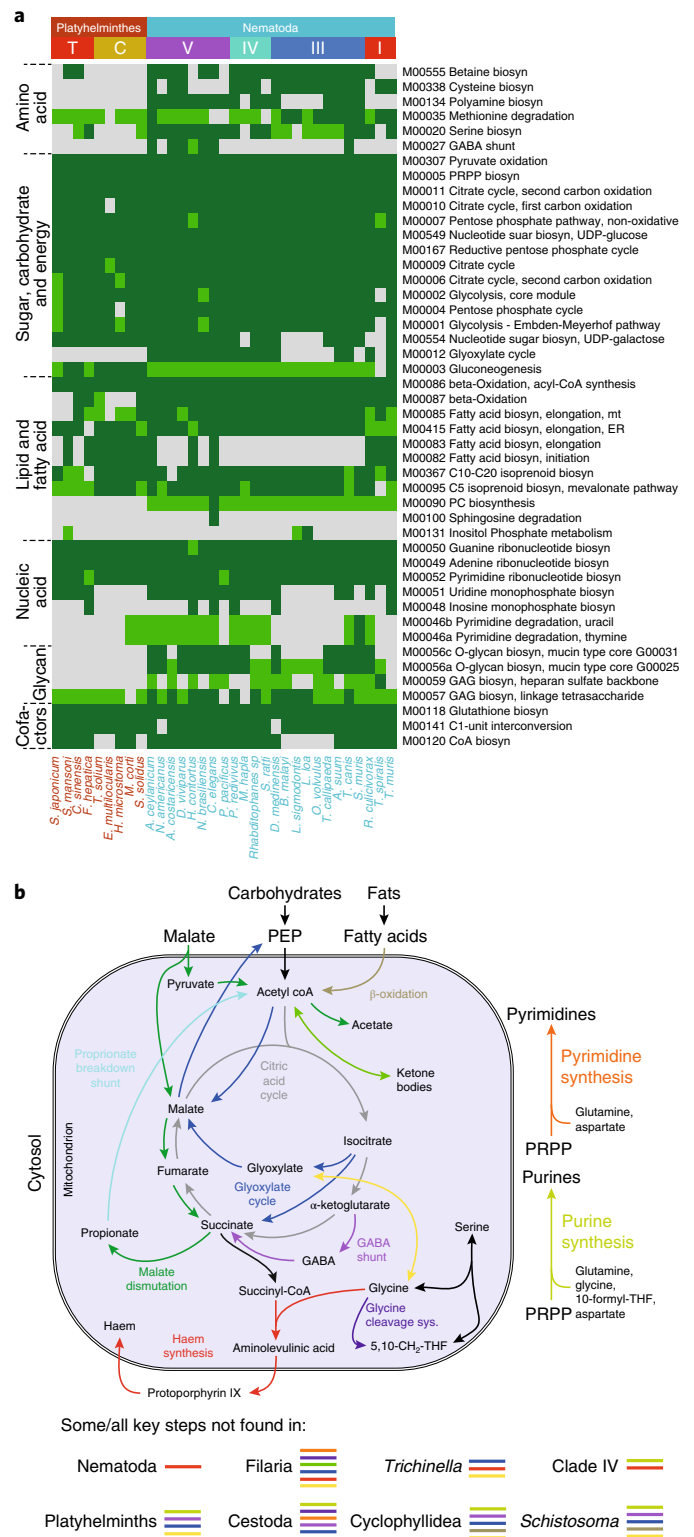 a
Platyhelminthes
Nematoda
T
C
V
IV
III
I
Amino acid
M00555 Betaine biosyn
M00338 Cysteine biosyn
M00134 Polyamine biosyn
M00035 Methionine degradation
M00020 Serine biosyn
M00027 GABA shunt
Sugar, carbohydrate and energy
M00307 Pyruvate oxidation
M00005 PRPP biosyn
M00011 Citrate cycle, second carbon oxidation
M00010 Citrate cycle, first carbon oxidation
M00007 Pentose phosphate pathway, non-oxidative
M00549 Nucleotide suar biosyn, UDP-glucose
M00167 Reductive pentose phosphate cycle
M00009 Citrate cycle
M00006 Citrate cycle, second carbon oxidation
M00002 Glycolysis, core module
M00004 Pentose phosphate cycle
M00001 Glycolysis - Embden-Meyerhof pathway
M00554 Nucleotide sugar biosyn, UDP-galactose
M00012 Glyoxylate cycle
M00003 Gluconeogenesis
Lipid and fatty acid
M00086 beta-Oxidation, acyl-CoA synthesis
M00087 beta-Oxidation
M00085 Fatty acid biosyn, elongation, mt
M00415 Fatty acid biosyn, elongation, ER
M00083 Fatty acid biosyn, elongation
M00082 Fatty acid biosyn, initiation
M00367 C10-C20 isoprenoid biosyn
M00095 C5 isoprenoid biosyn, mevalonate pathway
M00090 PC biosynthesis
M00100 Sphingosine degradation
M00131 Inositol Phosphate metabolism
Nucleic acid
M00050 Guanine ribonucleotide biosyn
M00049 Adenine ribonucleotide biosyn
M00052 Pyrimidine ribonucleotide biosyn
M00051 Uridine monophosphate biosyn
M00048 Inosine monophosphate biosyn
M00046b Pyrimidine degradation, uracil
M00046a Pyrimidine degradation, thymine
Glycan
M00056c O-glycan biosyn, mucin type core G00031
M00056a O-glycan biosyn, mucin type core G00025
M00059 GAG biosyn, heparan sulfate backbone
M00057 GAG biosyn, linkage tetrasaccharide
Cofa-ctors
M00118 Glutathione biosyn
M00141 C1-unit interconversion
M00120 CoA biosyn
S. japonicum
S. mansoni
C. sinensis
F. hepatica
T. solium
E. multilocularis
H. microstoma
M. corti
S. solidus
A. ceylanicum
N. americanus
A. costaricensis
D. viviparus
H. contortus
N. brasiliensis
C. elegans
P. pacificus
P. redivivus
M. hapla
Rhabditophanes sp
S. ratti
D. medinensis
B. malayi
L. sigmodontis
L. loa
O. volvulus
T. callipaeda
A. suum
T. canis
S. muris
R. culicivorax
T. spiralis
T. muris
b
Carbohydrates
Fats
Malate
PEP
Fatty acids
Pyruvate
Acetyl coA
β-oxidation
Acetate
Proprionate breakdown shunt
Citric acid cycle
Ketone bodies
Malate
Isocitrate
Cytosol
Mitochondrion
Fumarate
Glyoxylate
Glyoxylate cycle
α-ketoglutarate
Succinate
Propionate
GABA
GABA shunt
Serine
Malate dismutation
Succinyl-CoA
Glycine
Glycine cleavage sys.
Haem
Haem synthesis
Aminolevulinic acid
5,10-CH₂-THF
Protoporphyrin IX
Pyrimidines
Pyrimidine synthesis
Glutamine, aspartate
PRPP
Purines
Purine synthesis
Glutamine, glycine, 10-formyl-THF, aspartate
PRPP
Some/all key steps not found in:
Nematoda
Filaria
Trichinella
Clade IV
Platyhelminths
Cestoda
Cyclophyllidea
Schistosoma